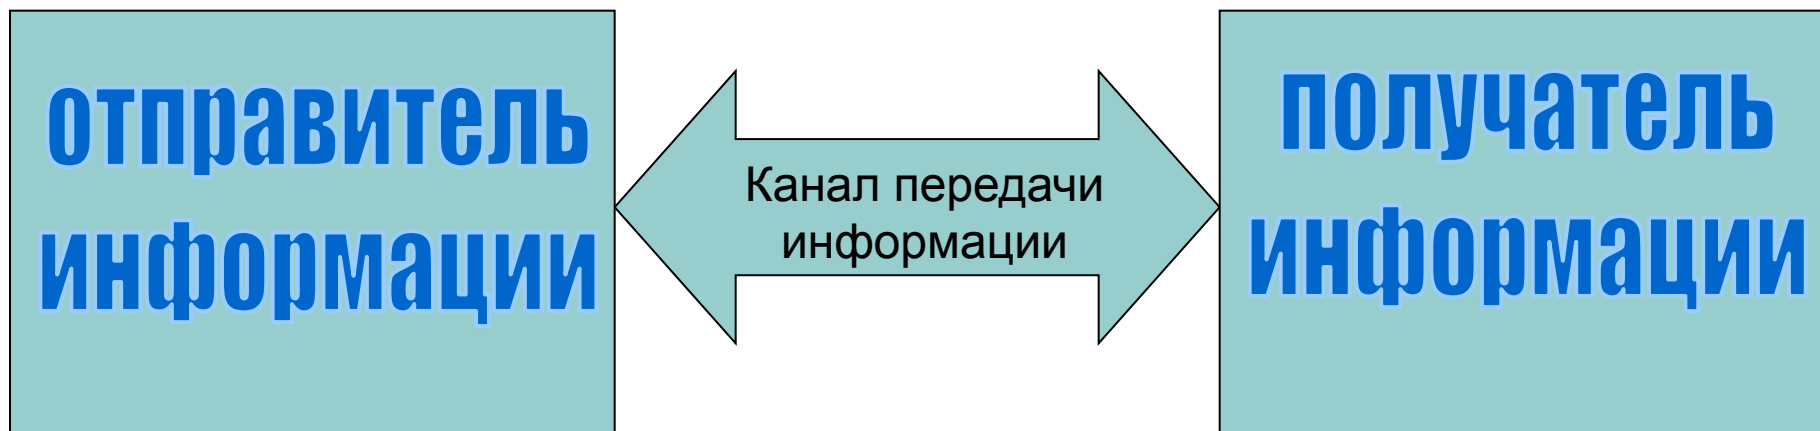 отправитель
информации
Канал передачи
информации
получатель
информации